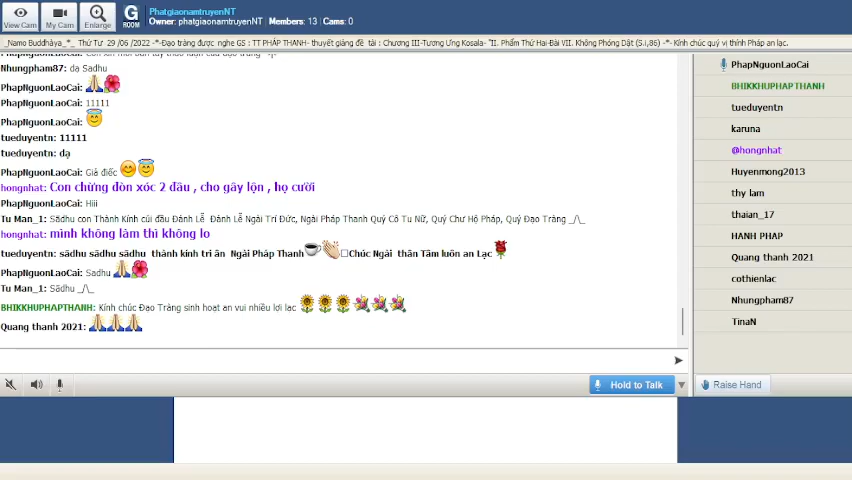 View Cam
My Cam
Enlarge
G
ROOM
PhatgiaonamtruyenNT
Owner: phatgiaonamtruyenNT Members: 13 | Cams: 0
_Namo Buddhàya_*_ Thứ Tư 29 /06 /2022 -*-Đạo tràng được nghe GS : TT PHÁP THANH- thuyết giảng đề tài : Chương III-Tương Ưng Kosala- "II. Phẩm Thứ Hai-Đài VII. Không Phóng Dật (S.i,86) -*- Kính chúc quý vị thính Pháp an lạc.
Nhungpham87: dạ Sadhu
PhapNguonLaoCai:
PhapNguonLaoCai: 11111
PhapNguonLaoCai:
tueduyentn: 11111
tueduyentn: dạ
PhapNguonLaoCai: Giả điếc
hongnhat: Con chừng đòn xóc 2 đầu , cho gãy lộn , họ cười
PhapNguonLaoCai: Hiii
Tu Man_1: Sādhu con Thành Kính cúi đầu Đảnh Lễ Đảnh Lễ Ngài Trí Đức, Ngài Pháp Thanh Quý Cô Tu Nữ, Quý Chư Hộ Pháp, Quý Đạo Tràng _/\_
hongnhat: mình không làm thì không lo
tueduyentn: sādhu sādhu sādhu thành kính tri ân Ngài Pháp Thanh □Chúc Ngài thân Tâm luôn an Lạc
PhapNguonLaoCai: Sadhu
Tu Man_1: Sādhu _/\_
BHIKKHUPHAPTHANH: Kính chúc Đạo Tràng sinh hoạt an vui nhiều lợi lạc
Quang thanh 2021:
Hold to Talk
PhapNguonLaoCai
BHIKKHUPHAPTHANH
tueduyentn
karuna
@hongnhat
Huyenmong2013
thy lam
thaian_17
HANH PHAP
Quang thanh 2021
cothienlac
Nhungpham87
TinaN
Raise Hand